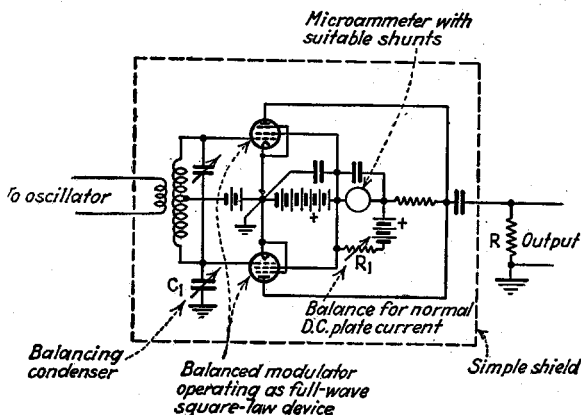 Microammeter with
suitable shunts
To oscillator
+
+
R₁
C₁
R
Output
Balance for normal
D.C. plate current
Balancing
condenser
Balanced modulator
operating as full-wave
square-law device
Simple shield